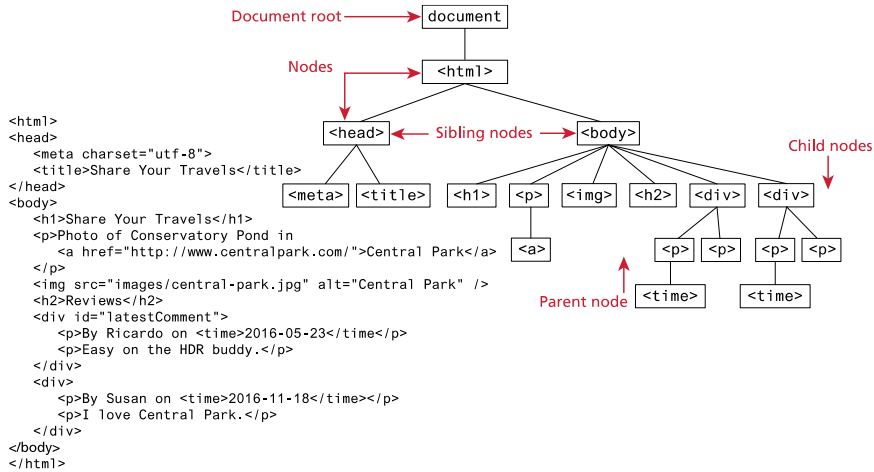 Document root
document
Nodes
<html>
<head>
Sibling nodes
<body>
Child nodes
<meta>
<title>
<h1>
<p>
<img>
<h2>
<div>
<div>
<a>
<p>
<p>
<p>
<p>
Parent node
<time>
<time>
<html>
<head>
<meta charset="utf-8">
<title>Share Your Travels</title>
</head>
<body>
<h1>Share Your Travels</h1>
<p>Photo of Conservatory Pond in
<a href="http://www.centralpark.com/">Central Park</a>
</p>
<img src="images/central-park.jpg" alt="Central Park" />
<h2>Reviews</h2>
<div id="latestComment">
<p>By Ricardo on <time>2016-05-23</time</p>
<p>Easy on the HDR buddy.</p>
</div>
<div>
<p>By Susan on <time>2016-11-18</time></p>
<p>I love Central Park.</p>
</div>
</body>
</html>